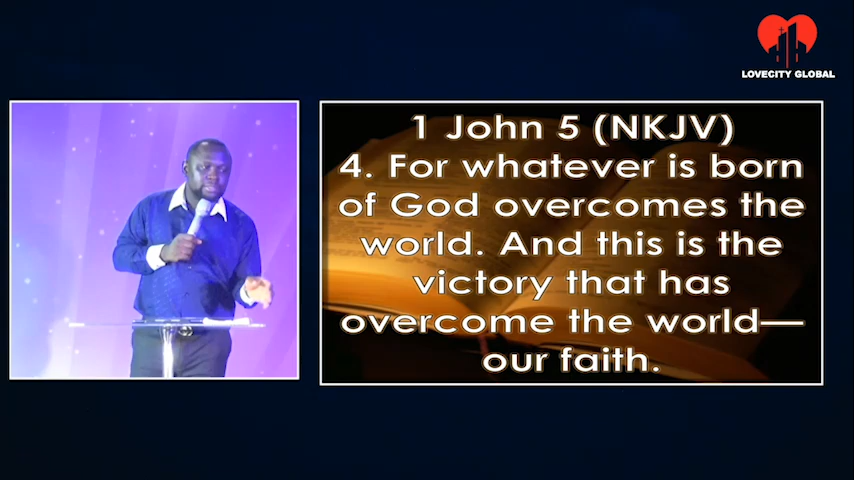 LOVECITY GLOBAL
1 John 5 (NKJV)
4. For whatever is born
of God overcomes the
world. And this is the
victory that has
overcome the world—
our faith.